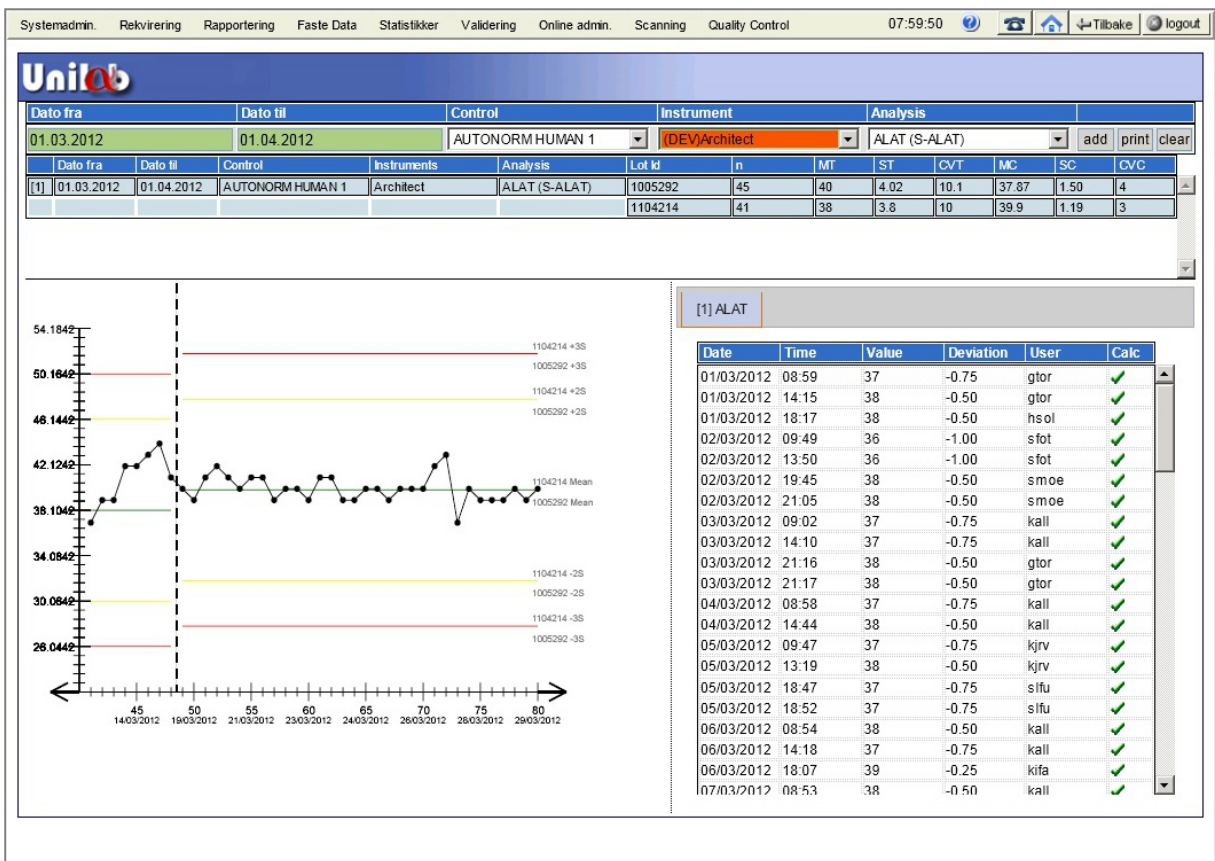 Systemadmin. Rekvirering Rapportering Faste Data Statistikker Validering Online admin. Scanning Quality Control 07:59:50 ? Tilbake logout
Unilab
Dato fra Dato til Control Instrument Analysis
01.03.2012 01.04.2012 AUTONORM HUMAN 1 (DEV)Architect ALAT (S-ALAT) add print clear
Dato fra Dato til Control Instruments Analysis Lot Id n MT ST CVT MC SC CVC
[1] 01.03.2012 01.04.2012 AUTONORM HUMAN 1 Architect ALAT (S-ALAT) 1005292 45 40 4.02 10.1 37.87 1.50 4
1104214 41 38 3.8 10 39.9 1.19 3
54.1842
50.1642
46.1442
42.1242
38.1042
34.0842
30.0642
26.0442
1104214 +3S
1005292 +3S
1104214 +2S
1005292 +2S
1104214 Mean
1005292 Mean
1104214 -2S
1005292 -2S
1104214 -3S
1005292 -3S
45 50 55 60 65 70 75 80
14/03/2012 19/03/2012 21/03/2012 23/03/2012 24/03/2012 26/03/2012 28/03/2012 29/03/2012
[1] ALAT
Date Time Value Deviation User Calc
01/03/2012 08:59 37 -0.75 gtor
01/03/2012 14:15 38 -0.50 gtor
01/03/2012 18:17 38 -0.50 hsol
02/03/2012 09:49 36 -1.00 sfot
02/03/2012 13:50 36 -1.00 sfot
02/03/2012 19:45 38 -0.50 smoe
02/03/2012 21:05 38 -0.50 smoe
03/03/2012 09:02 37 -0.75 kall
03/03/2012 14:10 37 -0.75 kall
03/03/2012 21:16 38 -0.50 gtor
03/03/2012 21:17 38 -0.50 gtor
04/03/2012 08:58 37 -0.75 kall
04/03/2012 14:44 38 -0.50 kall
05/03/2012 09:47 37 -0.75 kjrv
05/03/2012 13:19 38 -0.50 kjrv
05/03/2012 18:47 37 -0.75 slfu
05/03/2012 18:52 37 -0.75 slfu
06/03/2012 08:54 38 -0.50 kall
06/03/2012 14:18 37 -0.75 kall
06/03/2012 18:07 39 -0.25 kifa
07/03/2012 08:53 38 -0.50 kall